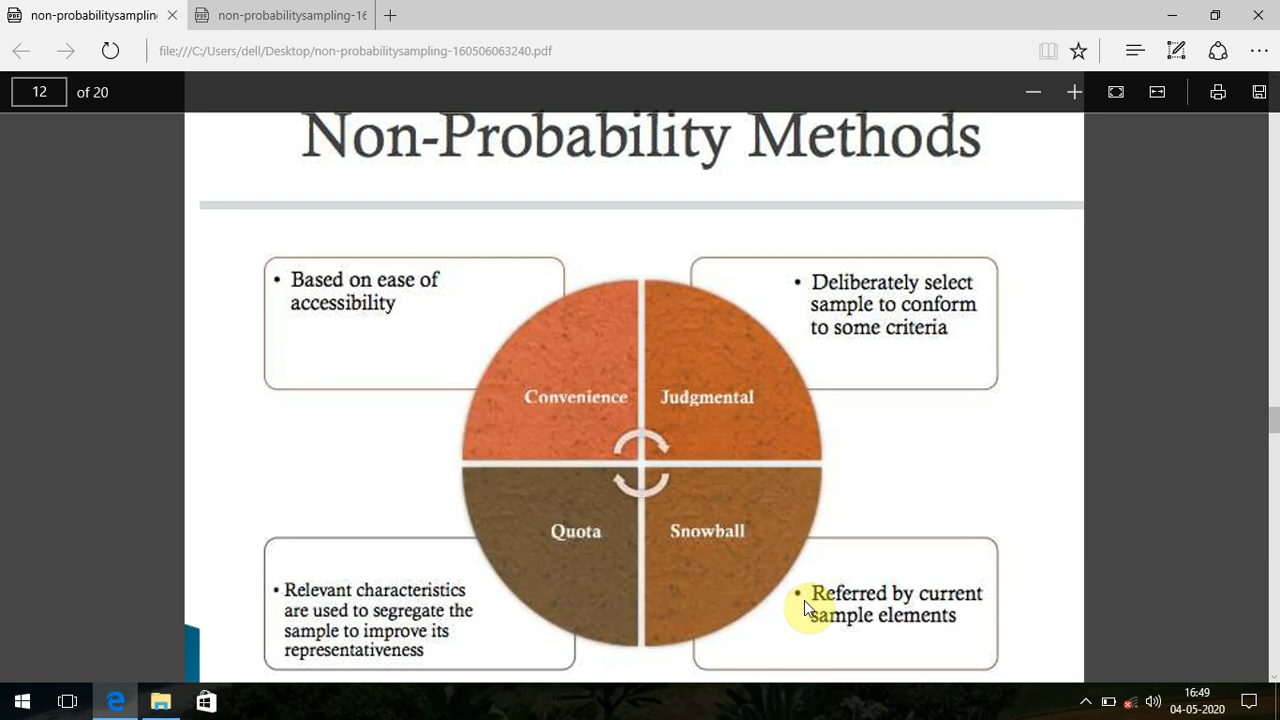 non-probabilitysampling-
non-probabilitysampling-16
file:///C:/Users/dell/Desktop/non-probabilitysampling-160506063240.pdf
12 of 20
Non-Probability Methods
• Based on ease of
accessibility
• Deliberately select
sample to conform
to some criteria
Convenience
Judgmental
Quota
Snowball
• Relevant characteristics
are used to segregate the
sample to improve its
representativeness
• Referred by current
sample elements
16:49
04-05-2020